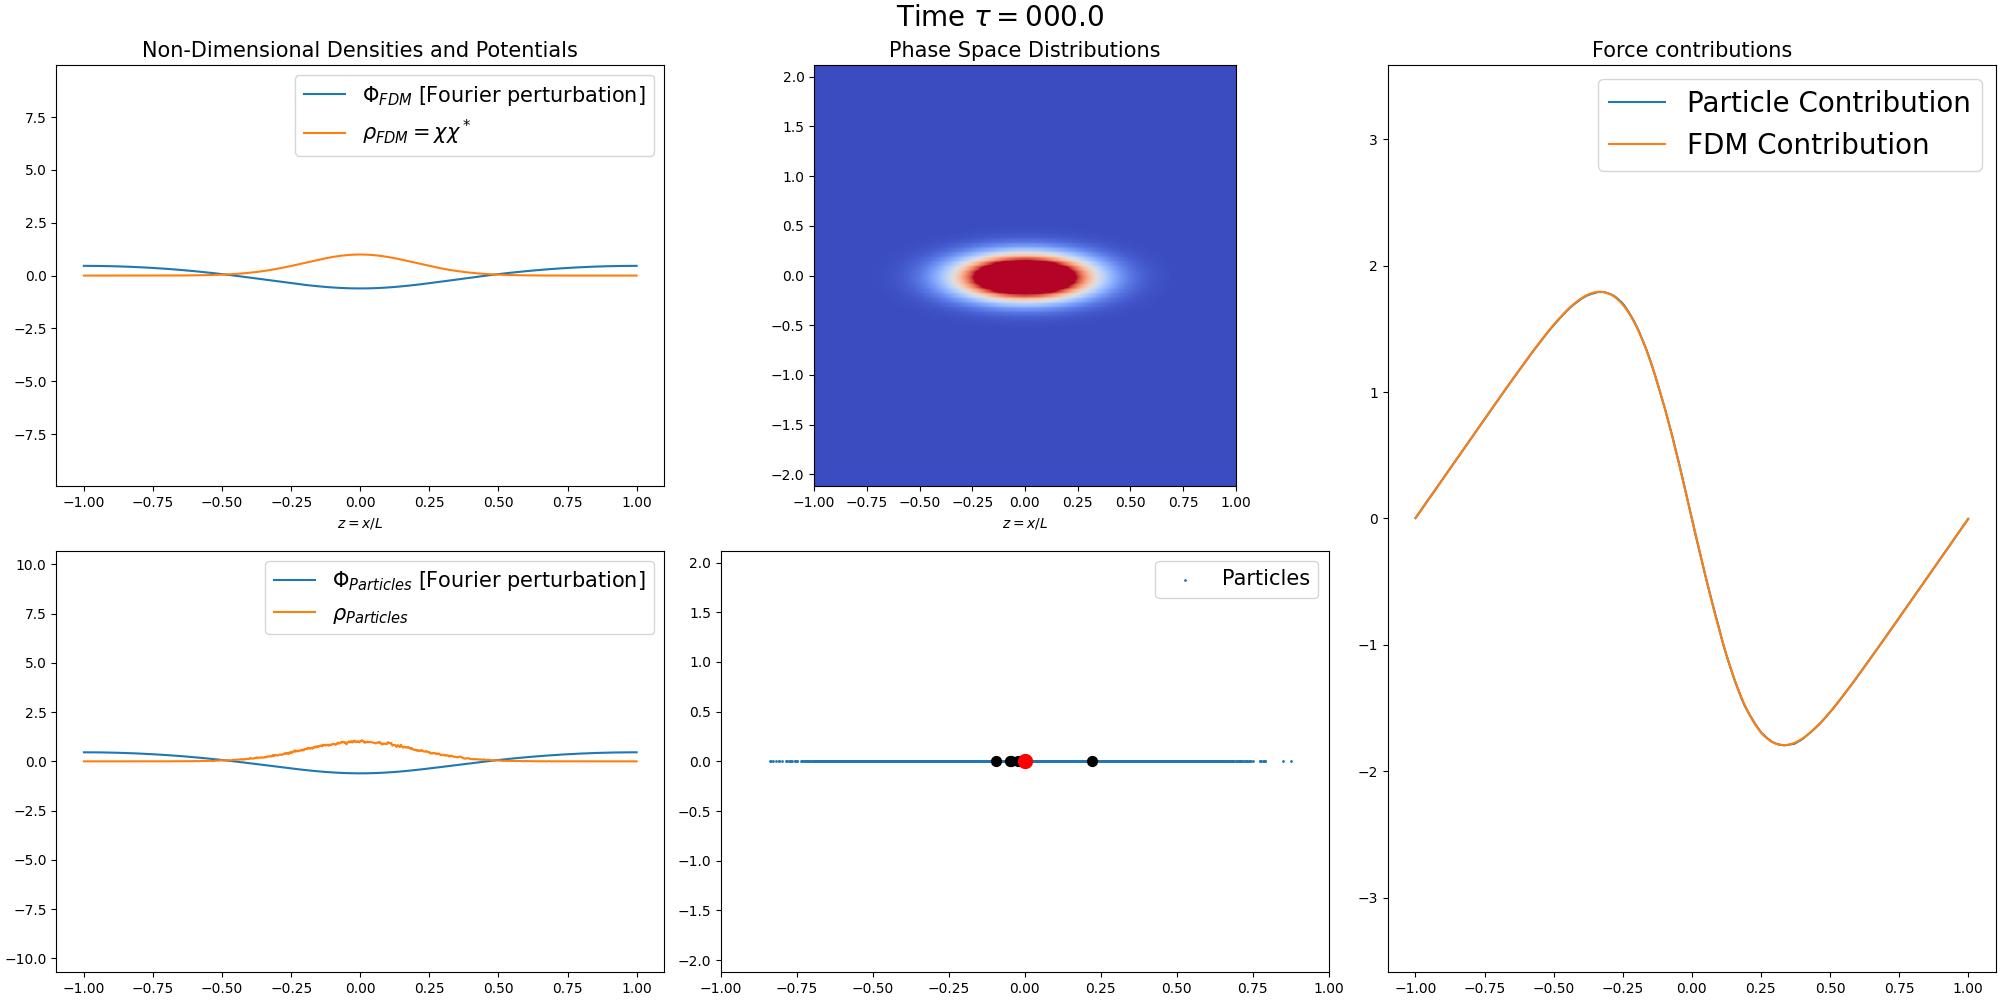 Time τ = 000.0
Non-Dimensional Densities and Potentials
Φ_FDM [Fourier perturbation]
ρ_FDM = χχ*
7.5
5.0
2.5
0.0
−2.5
−5.0
−7.5
−1.00 −0.75 −0.50 −0.25 0.00 0.25 0.50 0.75 1.00
z = x/L
Phase Space Distributions
2.0
1.5
1.0
0.5
0.0
−0.5
−1.0
−1.5
−2.0
−1.00 −0.75 −0.50 −0.25 0.00 0.25 0.50 0.75 1.00
z = x/L
Force contributions
Particle Contribution
FDM Contribution
3
2
1
0
−1
−2
−3
−1.00 −0.75 −0.50 −0.25 0.00 0.25 0.50 0.75 1.00
Φ_Particles [Fourier perturbation]
ρ_Particles
10.0
7.5
5.0
2.5
0.0
−2.5
−5.0
−7.5
−10.0
−1.00 −0.75 −0.50 −0.25 0.00 0.25 0.50 0.75 1.00
Particles
2.0
1.5
1.0
0.5
0.0
−0.5
−1.0
−1.5
−2.0
−1.00 −0.75 −0.50 −0.25 0.00 0.25 0.50 0.75 1.00